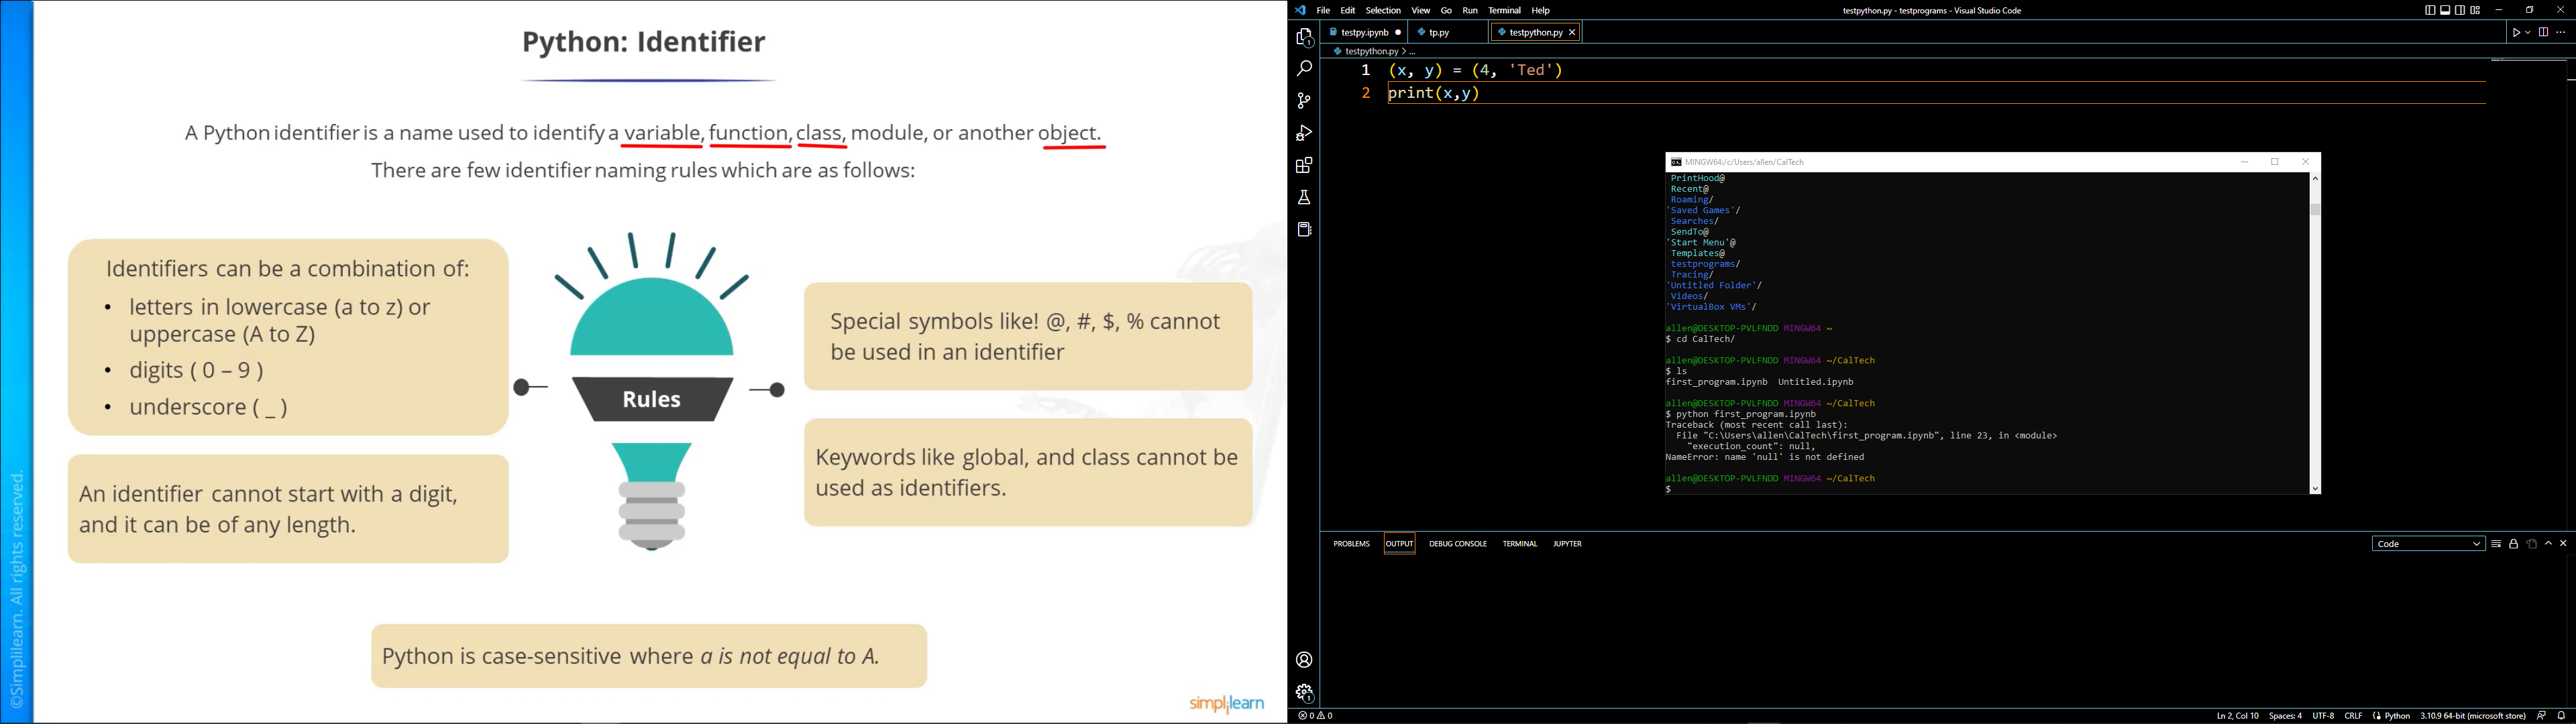 Python: Identifier
A Python identifier is a name used to identify a variable, function, class, module, or another object.
There are few identifier naming rules which are as follows:
Identifiers can be a combination of:
• letters in lowercase (a to z) or
uppercase (A to Z)
• digits ( 0 – 9 )
• underscore ( _ )
An identifier cannot start with a digit,
and it can be of any length.
Rules
Special symbols like! @, #, $, % cannot
be used in an identifier
Keywords like global, and class cannot be
used as identifiers.
Python is case-sensitive where a is not equal to A.
©Simplilearn. All rights reserved.
simplilearn
File Edit Selection View Go Run Terminal Help
testpython.py - testprograms - Visual Studio Code
testpy.ipynb ● tp.py testpython.py
testpython.py > ...
1 (x, y) = (4, 'Ted')
2 print(x,y)
MINGW64:/c/Users/allen/CalTech
PrintHood@
Recent@
Roaming/
'Saved Games'/
Searches/
SendTo@
'Start Menu'@
Templates@
testprograms/
Tracing/
'Untitled Folder'/
Videos/
'VirtualBox VMs'/
allen@DESKTOP-PVLFNDD MINGW64 ~
$ cd CalTech/
allen@DESKTOP-PVLFNDD MINGW64 ~/CalTech
$ ls
first_program.ipynb Untitled.ipynb
allen@DESKTOP-PVLFNDD MINGW64 ~/CalTech
$ python first_program.ipynb
Traceback (most recent call last):
File "C:\Users\allen\CalTech\first_program.ipynb", line 23, in <module>
"execution_count": null,
NameError: name 'null' is not defined
allen@DESKTOP-PVLFNDD MINGW64 ~/CalTech
$
PROBLEMS OUTPUT DEBUG CONSOLE TERMINAL JUPYTER
Code
1
1
0 0
Ln 2, Col 10 Spaces: 4 UTF-8 CRLF Python 3.10.9 64-bit (microsoft store)